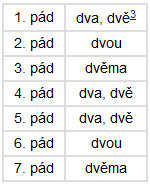 1. pád dva, dvě3
2. pád dvou
3. pád dvěma
4. pád dva, dvě
5. pád dva, dvě
6. pád dvou
7. pád dvěma